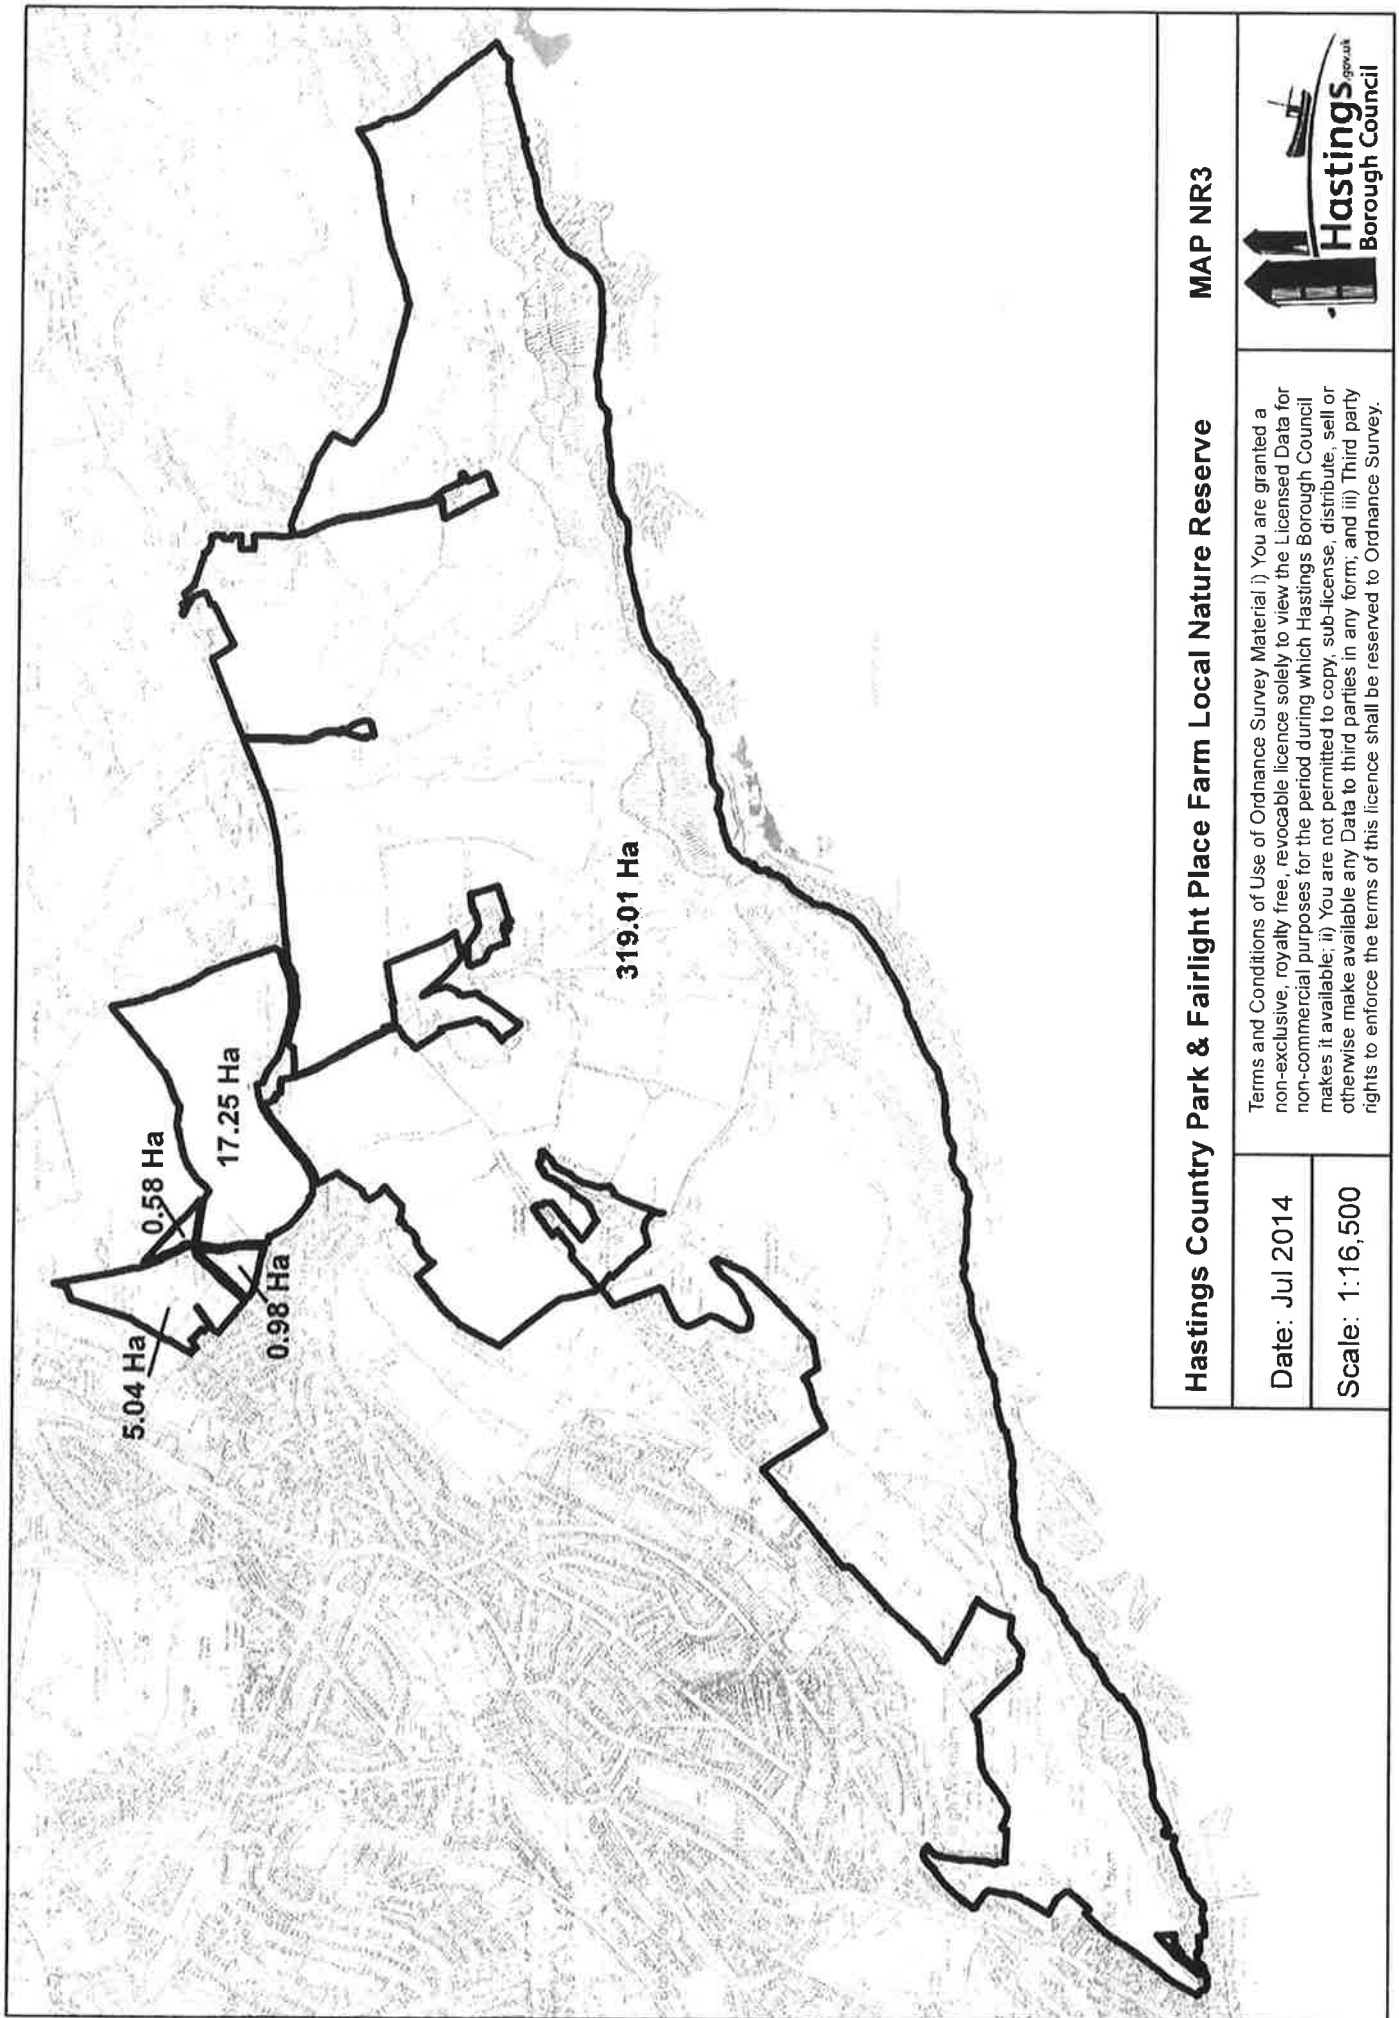 5.04 Ha
0.58 Ha
17.25 Ha
0.98 Ha
319.01 Ha
Hastings Country Park & Fairlight Place Farm Local Nature Reserve MAP NR3
Date: Jul 2014
Scale: 1:16,500
Terms and Conditions of Use of Ordnance Survey Material i) You are granted a
non-exclusive, royalty free, revocable licence solely to view the Licensed Data for
non-commercial purposes for the period during which Hastings Borough Council
makes it available; ii) You are not permitted to copy, sub-license, distribute, sell or
otherwise make available any Data to third parties in any form; and iii) Third party
rights to enforce the terms of this licence shall be reserved to Ordnance Survey.
Hastings.gov.uk
Borough Council